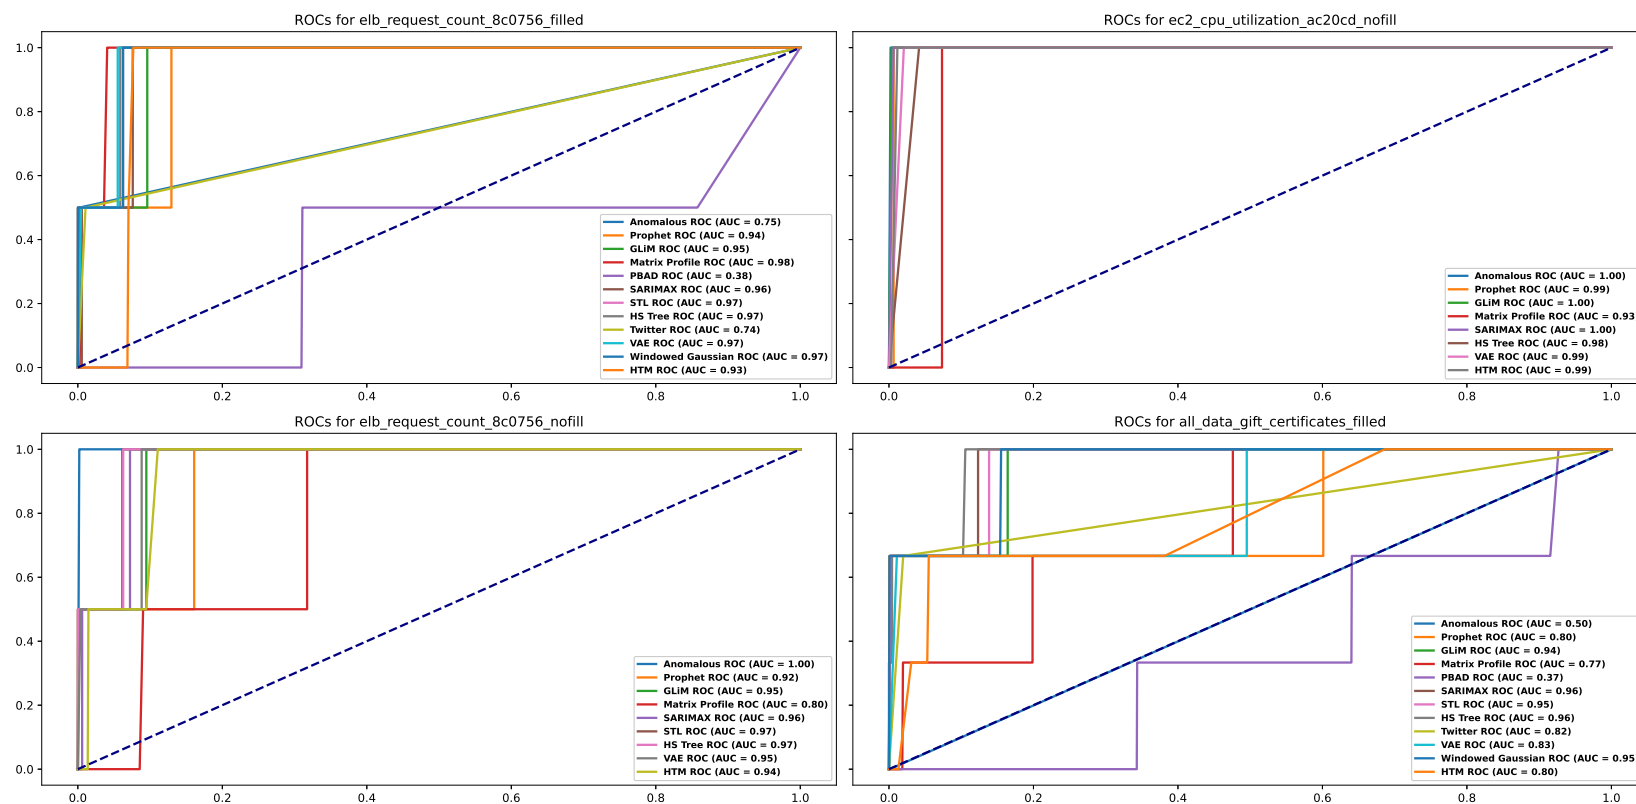 ROCs for elb_request_count_8c0756_filled
1.0
0.8
0.6
0.4
0.2
0.0
0.0 0.2 0.4 0.6 0.8 1.0
Anomalous ROC (AUC = 0.75)
Prophet ROC (AUC = 0.94)
GLiM ROC (AUC = 0.95)
Matrix Profile ROC (AUC = 0.98)
PBAD ROC (AUC = 0.38)
SARIMAX ROC (AUC = 0.96)
STL ROC (AUC = 0.97)
HS Tree ROC (AUC = 0.97)
Twitter ROC (AUC = 0.74)
VAE ROC (AUC = 0.97)
Windowed Gaussian ROC (AUC = 0.97)
HTM ROC (AUC = 0.93)
ROCs for ec2_cpu_utilization_ac20cd_nofill
0.0 0.2 0.4 0.6 0.8 1.0
Anomalous ROC (AUC = 1.00)
Prophet ROC (AUC = 0.99)
GLiM ROC (AUC = 1.00)
Matrix Profile ROC (AUC = 0.93
SARIMAX ROC (AUC = 1.00)
HS Tree ROC (AUC = 0.98)
VAE ROC (AUC = 0.99)
HTM ROC (AUC = 0.99)
ROCs for elb_request_count_8c0756_nofill
1.0
0.8
0.6
0.4
0.2
0.0
0.0 0.2 0.4 0.6 0.8 1.0
Anomalous ROC (AUC = 1.00)
Prophet ROC (AUC = 0.92)
GLiM ROC (AUC = 0.95)
Matrix Profile ROC (AUC = 0.80)
SARIMAX ROC (AUC = 0.96)
STL ROC (AUC = 0.97)
HS Tree ROC (AUC = 0.97)
VAE ROC (AUC = 0.95)
HTM ROC (AUC = 0.94)
ROCs for all_data_gift_certificates_filled
0.0 0.2 0.4 0.6 0.8 1.0
Anomalous ROC (AUC = 0.50)
Prophet ROC (AUC = 0.80)
GLiM ROC (AUC = 0.94)
Matrix Profile ROC (AUC = 0.77)
PBAD ROC (AUC = 0.37)
SARIMAX ROC (AUC = 0.96)
STL ROC (AUC = 0.95)
HS Tree ROC (AUC = 0.96)
Twitter ROC (AUC = 0.82)
VAE ROC (AUC = 0.83)
Windowed Gaussian ROC (AUC = 0.95
HTM ROC (AUC = 0.80)